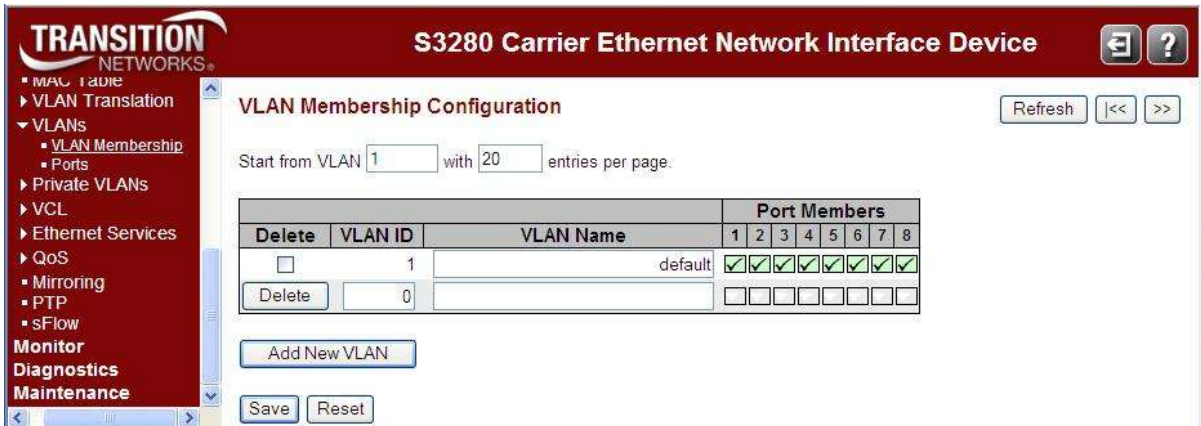 TRANSITION
NETWORKS®
S3280 Carrier Ethernet Network Interface Device
?
MAC Table
VLAN Translation
VLANs
VLAN Membership
Ports
Private VLANs
VCL
Ethernet Services
QoS
Mirroring
PTP
sFlow
Monitor
Diagnostics
Maintenance
VLAN Membership Configuration
Refresh |<< >>
Start from VLAN 1 with 20 entries per page.
Port Members
Delete VLAN ID VLAN Name 1 2 3 4 5 6 7 8
1 default
Delete 0
Add New VLAN
Save Reset